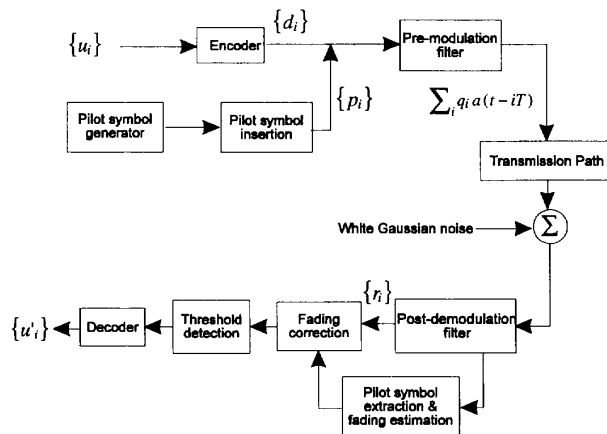 {u_i}
Encoder
{d_i}
Pre-modulation
filter
{p_i}
Pilot symbol
generator
Pilot symbol
insertion
∑_i q_i a(t-iT)
Transmission Path
White Gaussian noise
Σ
{u'_i}
Decoder
Threshold
detection
Fading
correction
{r_i}
Post-demodulation
filter
Pilot symbol
extraction &
fading estimation